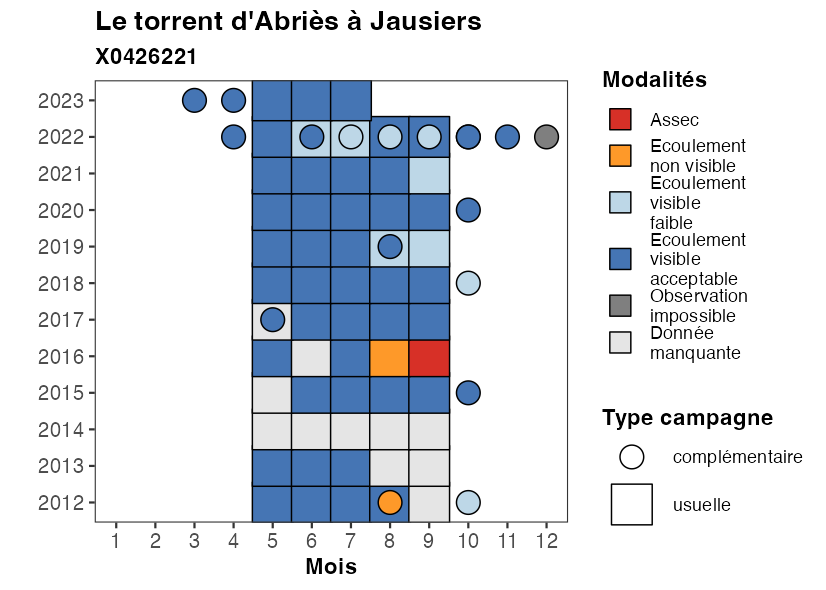 Le torrent d'Abriès à Jausiers
X0426221
2023
2022
2021
2020
2019
2018
2017
2016
2015
2014
2013
2012
1 2 3 4 5 6 7 8 9 10 11 12
Mois
Modalités
Assec
Ecoulement
non visible
Ecoulement
visible
faible
Ecoulement
visible
acceptable
Observation
impossible
Donnée
manquante
Type campagne
complémentaire
usuelle